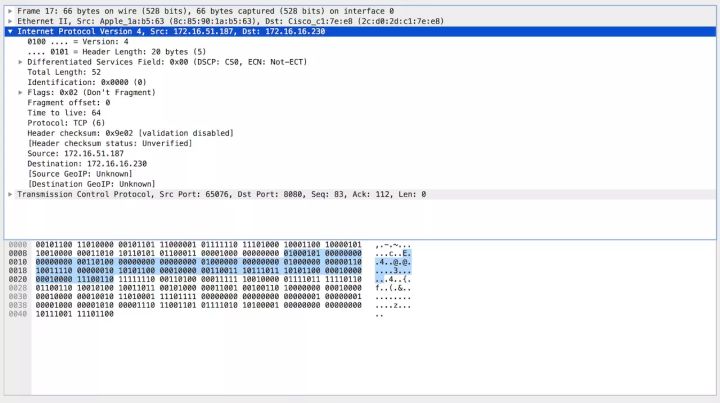 Frame 17: 66 bytes on wire (528 bits), 66 bytes captured (528 bits) on interface 0
Ethernet II, Src: Apple_1a:b5:63 (8c:85:90:1a:b5:63), Dst: Cisco_c1:7e:e8 (2c:d0:2d:c1:7e:e8)
Internet Protocol Version 4, Src: 172.16.51.187, Dst: 172.16.16.230
0100 .... = Version: 4
.... 0101 = Header Length: 20 bytes (5)
Differentiated Services Field: 0x00 (DSCP: CS0, ECN: Not-ECT)
Total Length: 52
Identification: 0x0000 (0)
Flags: 0x02 (Don't Fragment)
Fragment offset: 0
Time to live: 64
Protocol: TCP (6)
Header checksum: 0x9e02 [validation disabled]
[Header checksum status: Unverified]
Source: 172.16.51.187
Destination: 172.16.16.230
[Source GeoIP: Unknown]
[Destination GeoIP: Unknown]
Transmission Control Protocol, Src Port: 65076, Dst Port: 8080, Seq: 83, Ack: 112, Len: 0
0000 00101100 11010000 00101101 11000001 01111110 11101000 10001100 10000101 ,.-.~...
0008 10010000 00011010 10110101 01100011 00001000 00000000 01000101 00000000 ...c..E.
0010 00000000 00110100 00000000 00000000 01000000 00000000 01000000 00000110 .4..@.@.
0018 10011110 00000010 10101100 00010000 00110011 10111011 10101100 00010000 ....3...
0020 00010000 11100110 11111110 00110100 00011111 10010000 01111011 11110110 ...4..{.
0028 01100110 10010100 10011011 00101000 00011001 00100110 10000000 00010000 f..(.&..
0030 00010000 00010010 11010001 11101111 00000000 00000000 00000001 00000001 ........
0038 00001000 00001010 00001110 11001101 01111010 10100001 00000000 00000000 ....z...
0040 10111001 11101100 ..